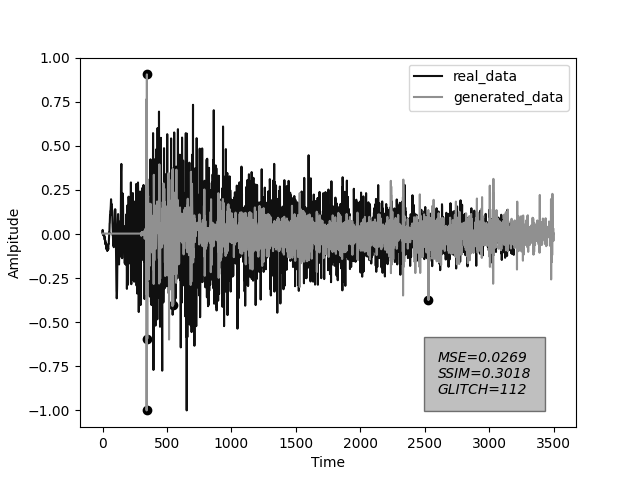 1.00
0.75
0.50
0.25
0.00
−0.25
−0.50
−0.75
−1.00
Amlpitude
real_data
generated_data
MSE=0.0269
SSIM=0.3018
GLITCH=112
0 500 1000 1500 2000 2500 3000 3500
Time